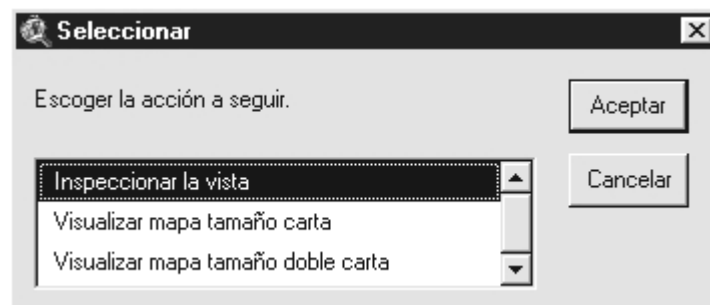 Seleccionar
Escoger la acción a seguir.
Aceptar
Inspeccionar la vista
Cancelar
Visualizar mapa tamaño carta
Visualizar mapa tamaño doble carta